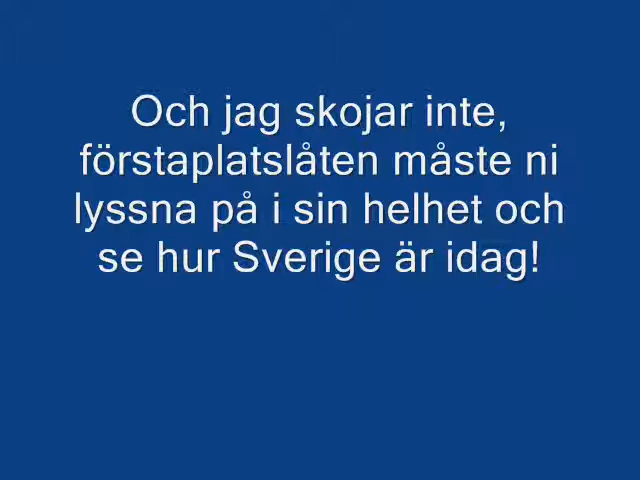 Och jag skojar inte,
förstaplatslåten måste ni
lyssna på i sin helhet och
se hur Sverige är idag!